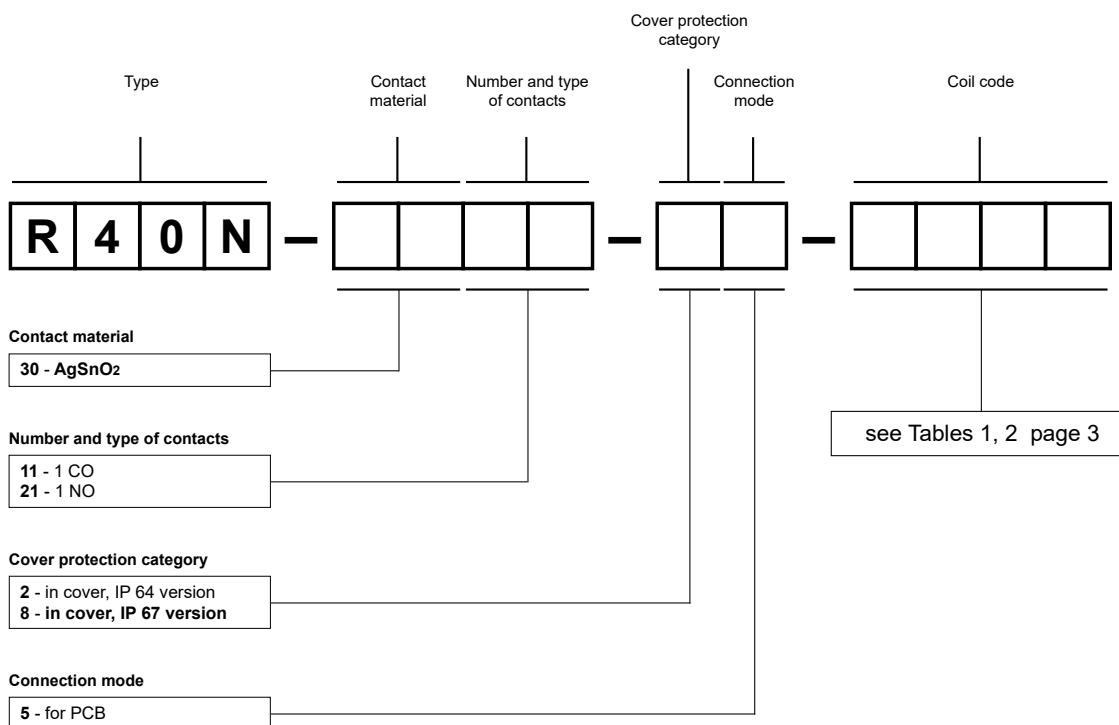 Cover protection
category
Type
Contact
material
Number and type
of contacts
Connection
mode
Coil code
R 4 0 N – – –
Contact material
30 - AgSnO2
Number and type of contacts
11 - 1 CO
21 - 1 NO
see Tables 1, 2 page 3
Cover protection category
2 - in cover, IP 64 version
8 - in cover, IP 67 version
Connection mode
5 - for PCB